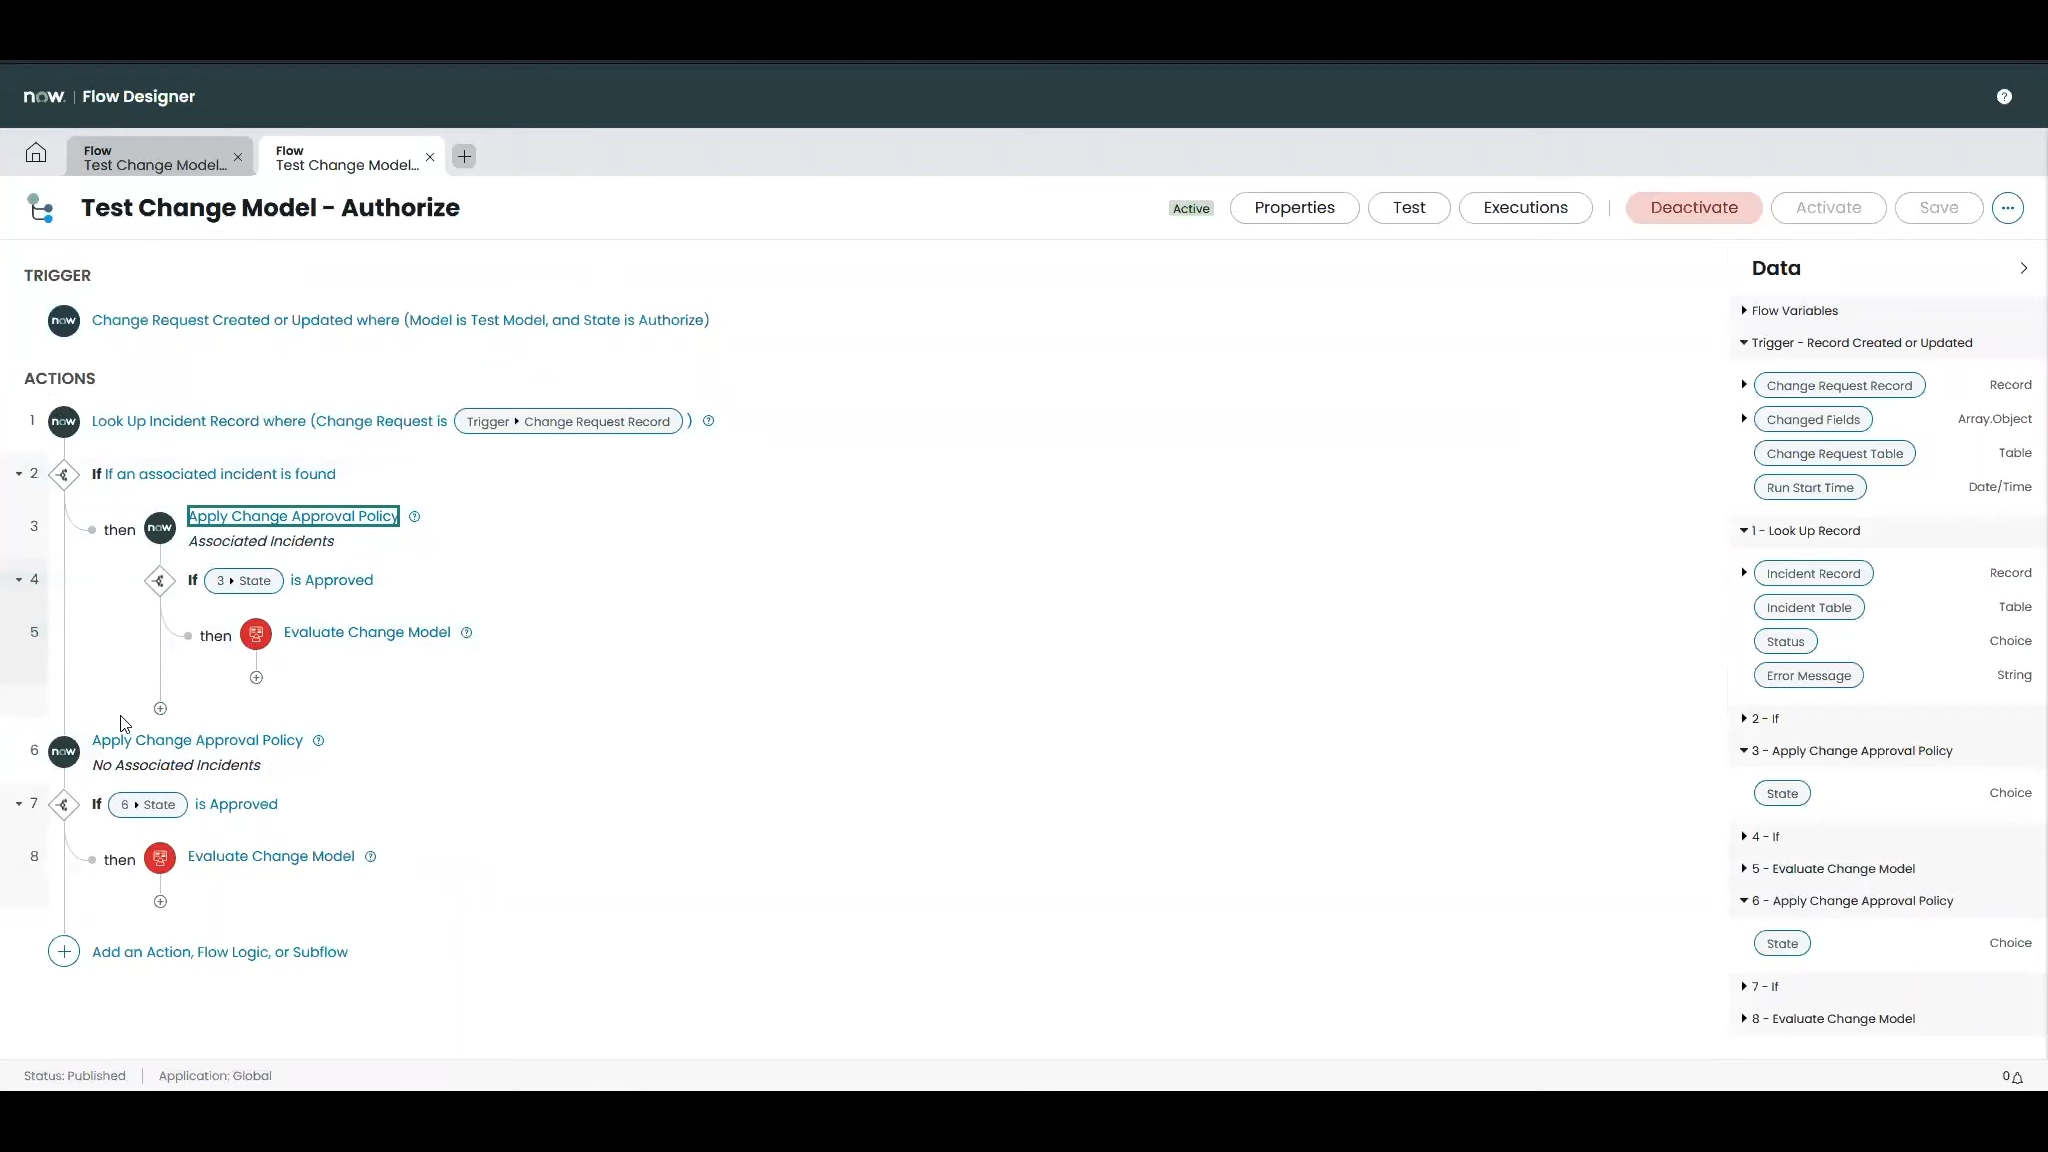 now. | Flow Designer
Flow
Test Change Model...
Flow
Test Change Model...
Test Change Model - Authorize
Active
Properties
Test
Executions
Deactivate
Activate
Save
TRIGGER
now Change Request Created or Updated where (Model is Test Model, and State is Authorize)
ACTIONS
1 now Look Up Incident Record where (Change Request is Trigger ▸ Change Request Record )
2 If If an associated incident is found
3 then now Apply Change Approval Policy
Associated Incidents
4 If 3 ▸ State is Approved
5 then Evaluate Change Model
6 now Apply Change Approval Policy
No Associated Incidents
7 If 6 ▸ State is Approved
8 then Evaluate Change Model
Add an Action, Flow Logic, or Subflow
Data
Flow Variables
Trigger - Record Created or Updated
Change Request Record Record
Changed Fields Array.Object
Change Request Table Table
Run Start Time Date/Time
1 - Look Up Record
Incident Record Record
Incident Table Table
Status Choice
Error Message String
2 - If
3 - Apply Change Approval Policy
State Choice
4 - If
5 - Evaluate Change Model
6 - Apply Change Approval Policy
State Choice
7 - If
8 - Evaluate Change Model
Status: Published | Application: Global
0